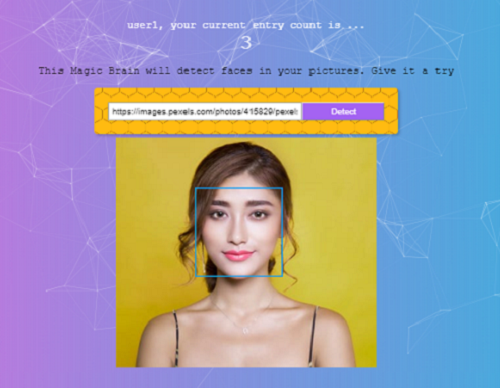 user1, your current entry count is ...
3
This Magic Brain will detect faces in your pictures. Give it a try
https://images.pexels.com/photos/415829/pexels Detect